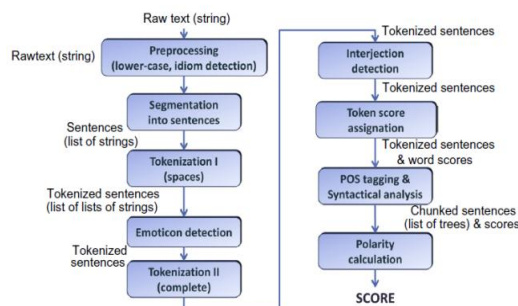 Raw text (string)
Preprocessing
(lower-case, idiom detection)
Rawtext (string)
Segmentation
into sentences
Sentences
(list of strings)
Tokenization I
(spaces)
Tokenized sentences
(list of lists of strings)
Emoticon detection
Tokenized
sentences
Tokenization II
(complete)
Tokenized sentences
Interjection
detection
Tokenized sentences
Token score
assignation
Tokenized sentences
& word scores
POS tagging &
Syntactical analysis
Chunked sentences
(list of trees) & scores
Polarity
calculation
SCORE